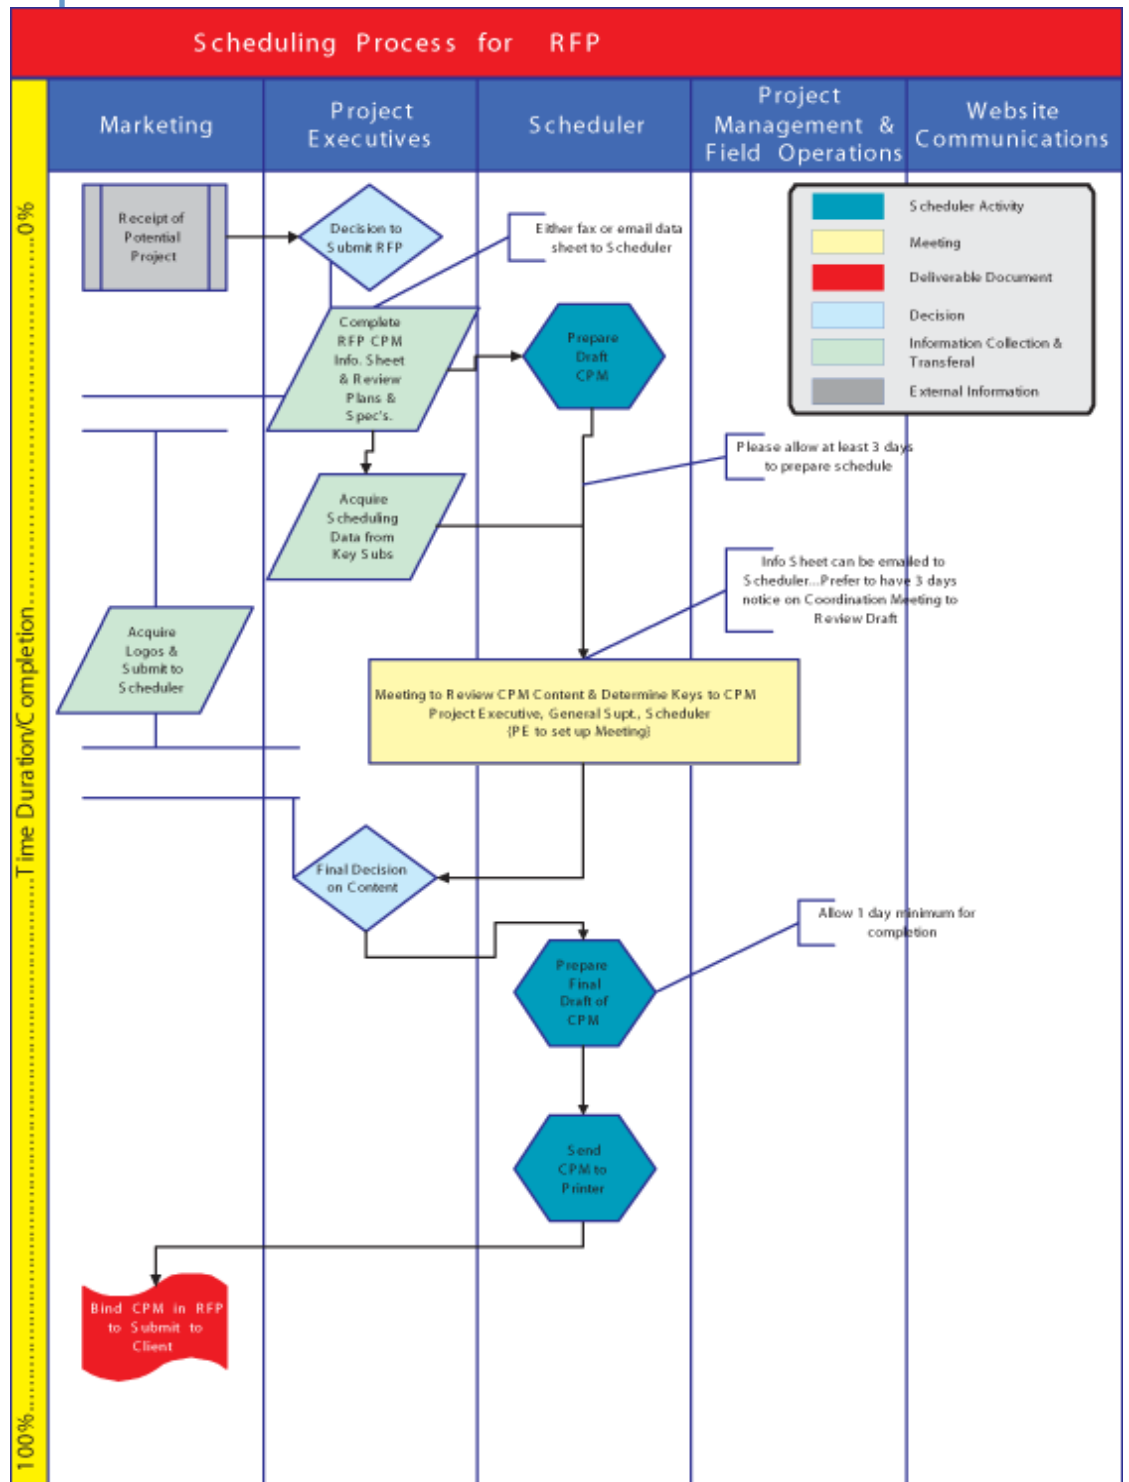 Scheduling Process for RFP
Marketing
Project
Executives
Scheduler
Project
Management &
Field Operations
Website
Communications
100%..............Time Duration/Completion..............0%
Receipt of
Potential
Project
Decision to
Submit RFP
Either fax or email data
sheet to Scheduler
Scheduler Activity
Meeting
Deliverable Document
Decision
Information Collection &
Transferal
External Information
Complete
RFP CPM
Info. Sheet
& Review
Plans &
Spec's.
Prepare
Draft
CPM
Please allow at least 3 days
to prepare schedule
Acquire
Scheduling
Data from
Key Subs
Info Sheet can be emailed to
Scheduler...Prefer to have 3 days
notice on Coordination Meeting to
Review Draft
Acquire
Logos &
Submit to
Scheduler
Meeting to Review CPM Content & Determine Keys to CPM
Project Executive, General Supt., Scheduler
(PE to set up Meeting)
Final Decision
on Content
Allow 1 day minimum for
completion
Prepare
Final
Draft of
CPM
Send
CPM to
Printer
Bind CPM in RFP
to Submit to
Client